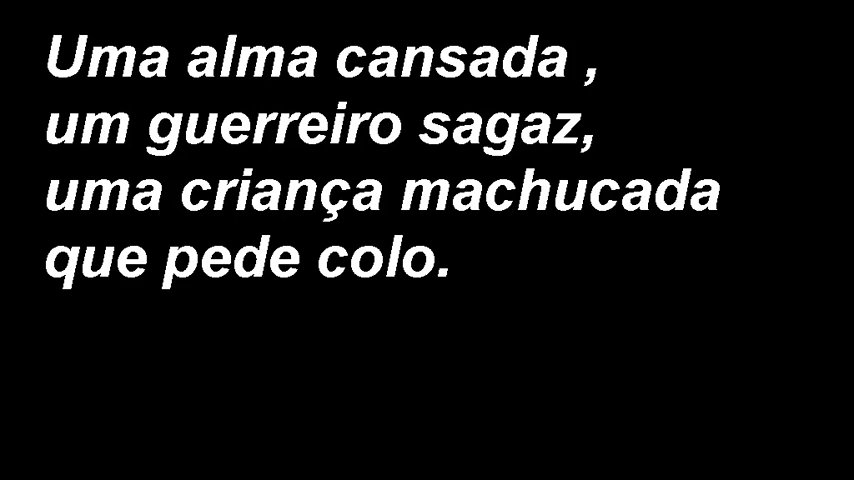 Uma alma cansada ,
um guerreiro sagaz,
uma criança machucada
que pede colo.